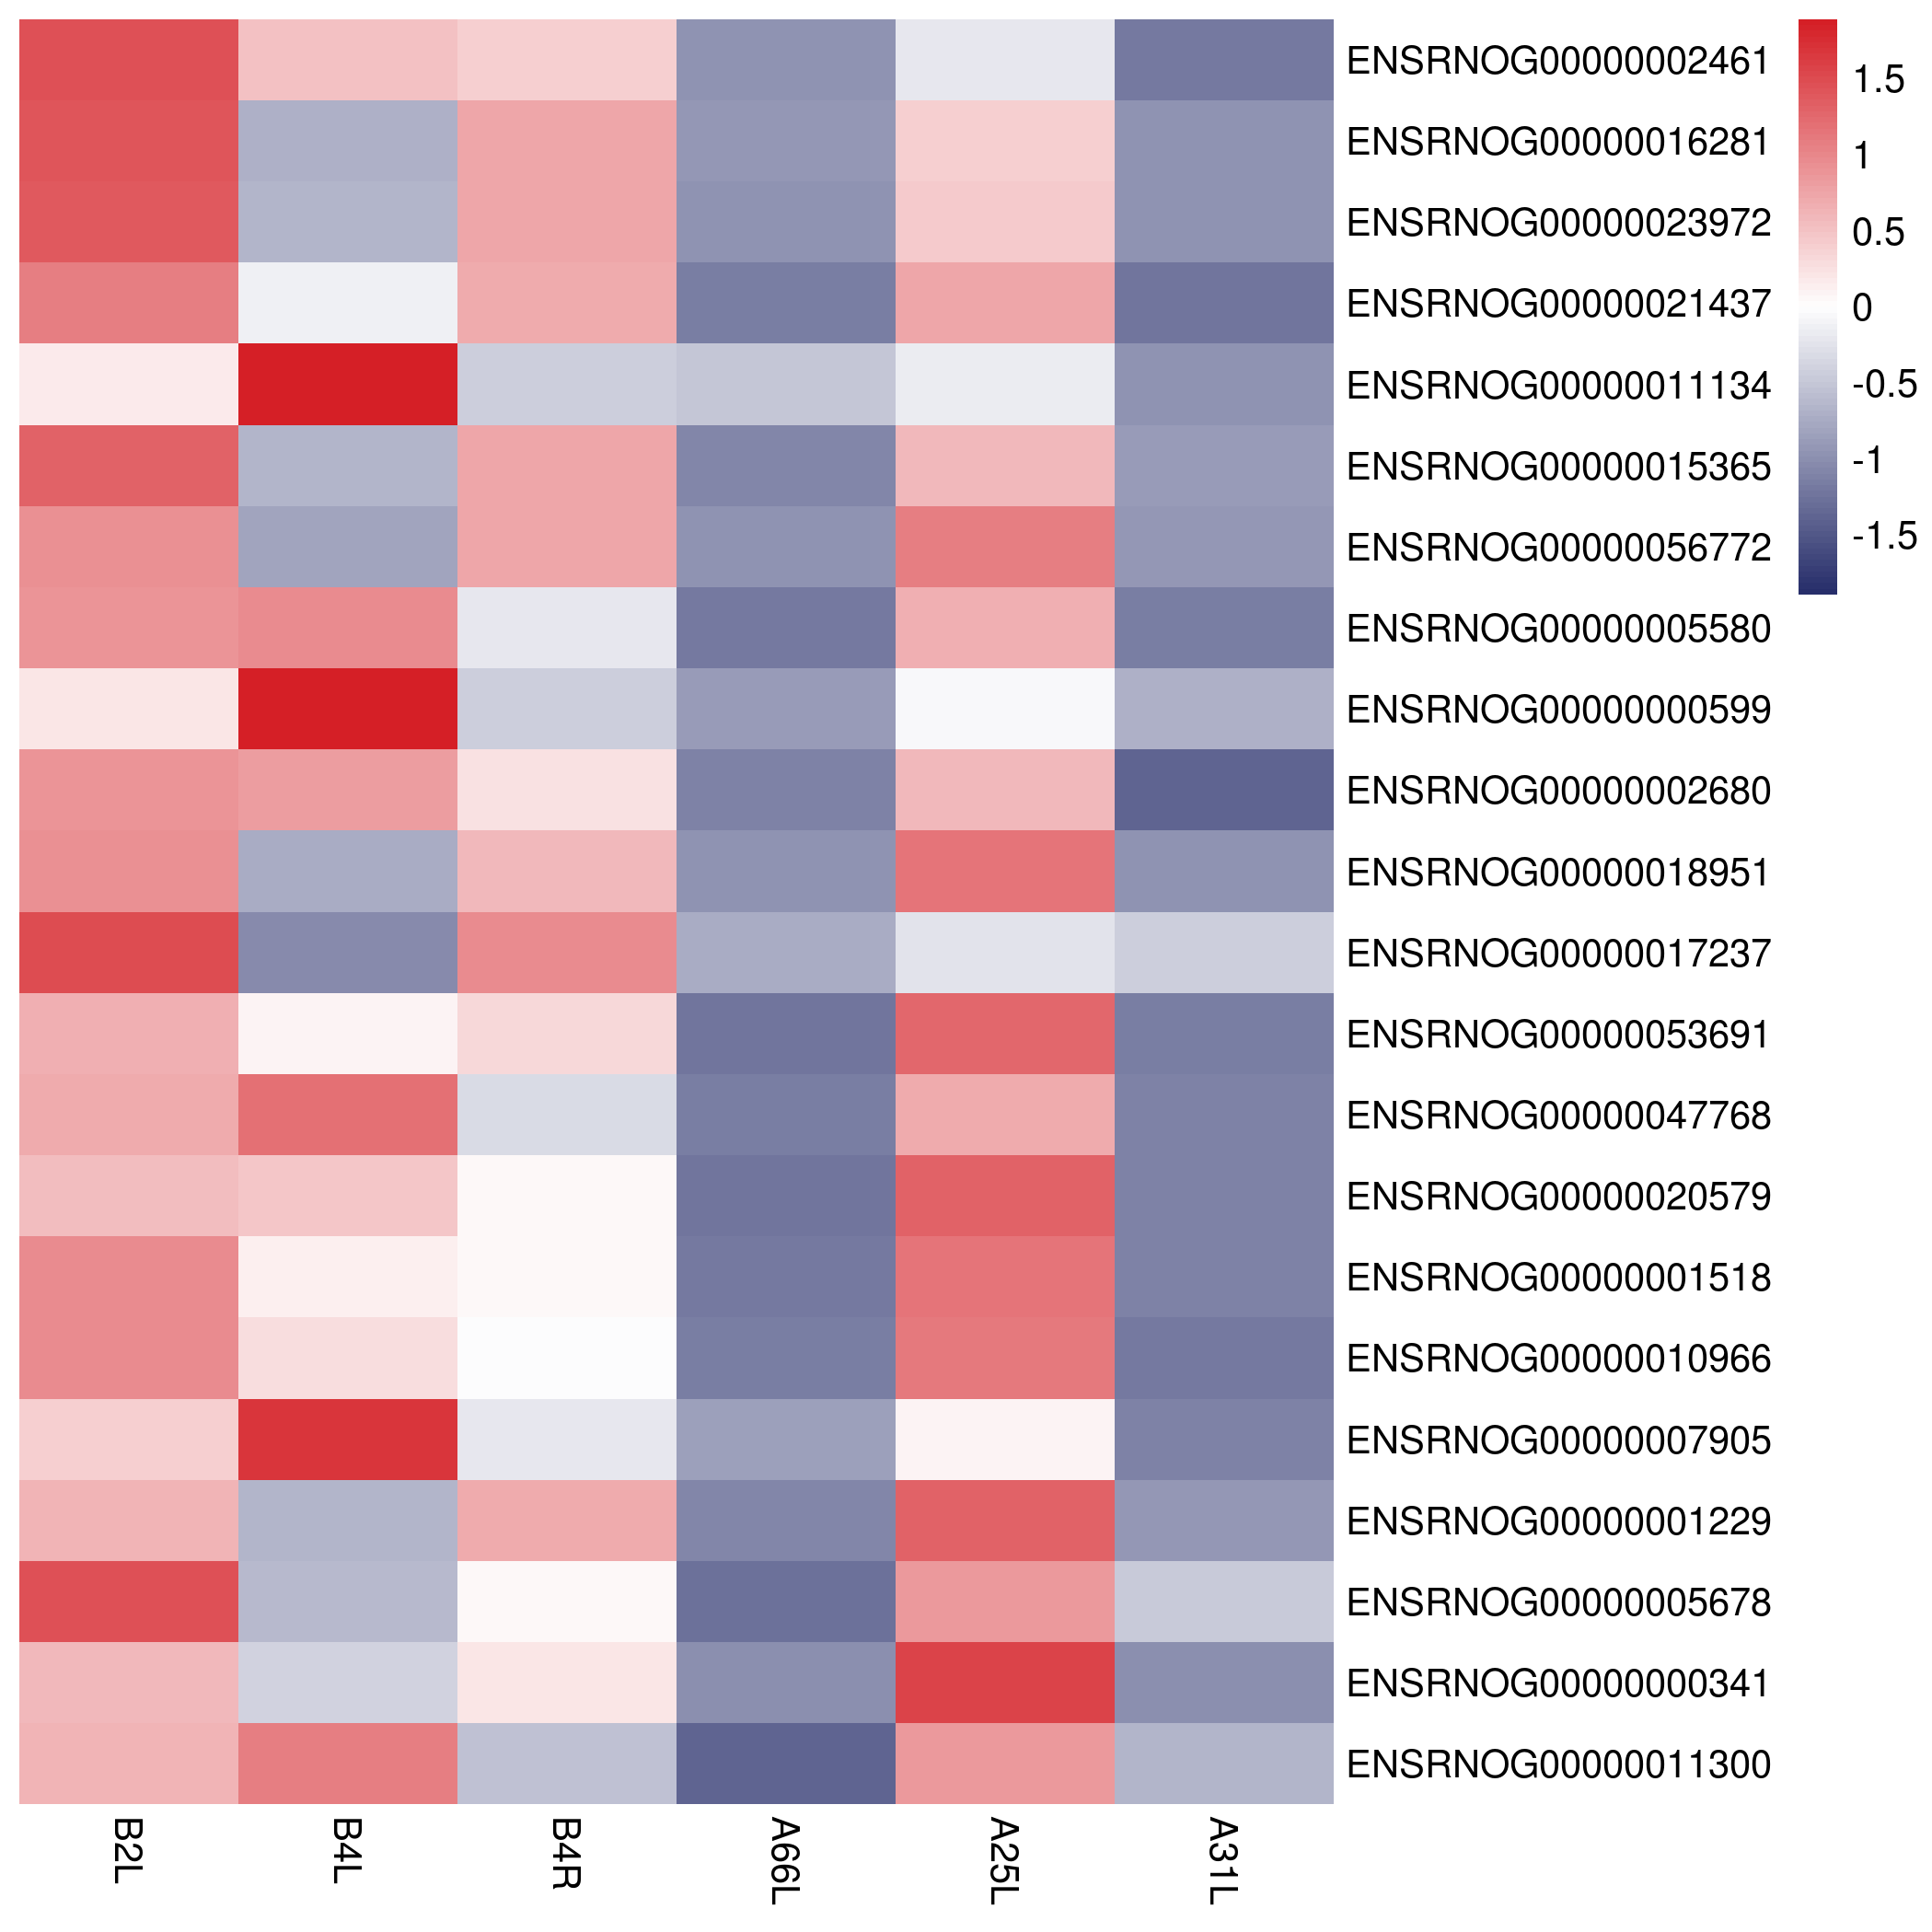 ENSRNOG00000002461
ENSRNOG00000016281
ENSRNOG00000023972
ENSRNOG00000021437
ENSRNOG00000011134
ENSRNOG00000015365
ENSRNOG00000056772
ENSRNOG00000005580
ENSRNOG00000000599
ENSRNOG00000002680
ENSRNOG00000018951
ENSRNOG00000017237
ENSRNOG00000053691
ENSRNOG00000047768
ENSRNOG00000020579
ENSRNOG00000001518
ENSRNOG00000010966
ENSRNOG00000007905
ENSRNOG00000001229
ENSRNOG00000005678
ENSRNOG00000000341
ENSRNOG00000011300
1.5
1
0.5
0
-0.5
-1
-1.5
B2L
B4L
B4R
A66L
A25L
A31L